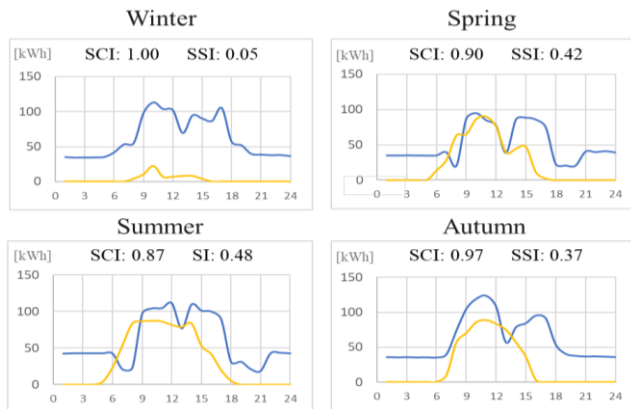 Winter
[kWh] SCI: 1.00 SSI: 0.05
150
100
50
0
0 3 6 9 12 15 18 21 24
Spring
[kWh] SCI: 0.90 SSI: 0.42
150
100
50
0
0 3 6 9 12 15 18 21 24
Summer
[kWh] SCI: 0.87 SI: 0.48
150
100
50
0
0 3 6 9 12 15 18 21 24
Autumn
[kWh] SCI: 0.97 SSI: 0.37
150
100
50
0
0 3 6 9 12 15 18 21 24